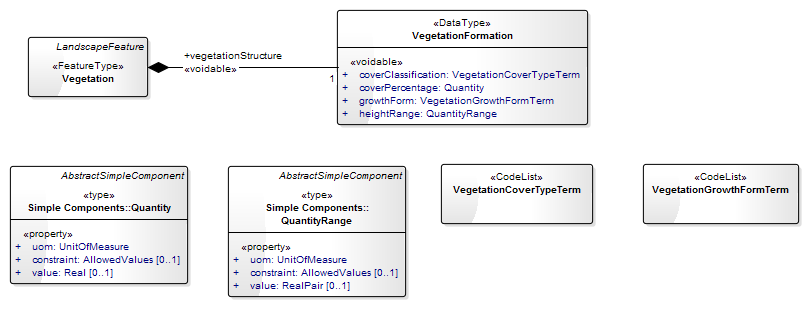 LandscapeFeature
«FeatureType»
Vegetation
+vegetationStructure
«voidable»
1
«DataType»
VegetationFormation
«voidable»
+ coverClassification: VegetationCoverTypeTerm
+ coverPercentage: Quantity
+ growthForm: VegetationGrowthFormTerm
+ heightRange: QuantityRange
AbstractSimpleComponent
«type»
Simple Components::Quantity
«property»
+ uom: UnitOfMeasure
+ constraint: AllowedValues [0..1]
+ value: Real [0..1]
AbstractSimpleComponent
«type»
Simple Components::
QuantityRange
«property»
+ uom: UnitOfMeasure
+ constraint: AllowedValues [0..1]
+ value: RealPair [0..1]
«CodeList»
VegetationCoverTypeTerm
«CodeList»
VegetationGrowthFormTerm